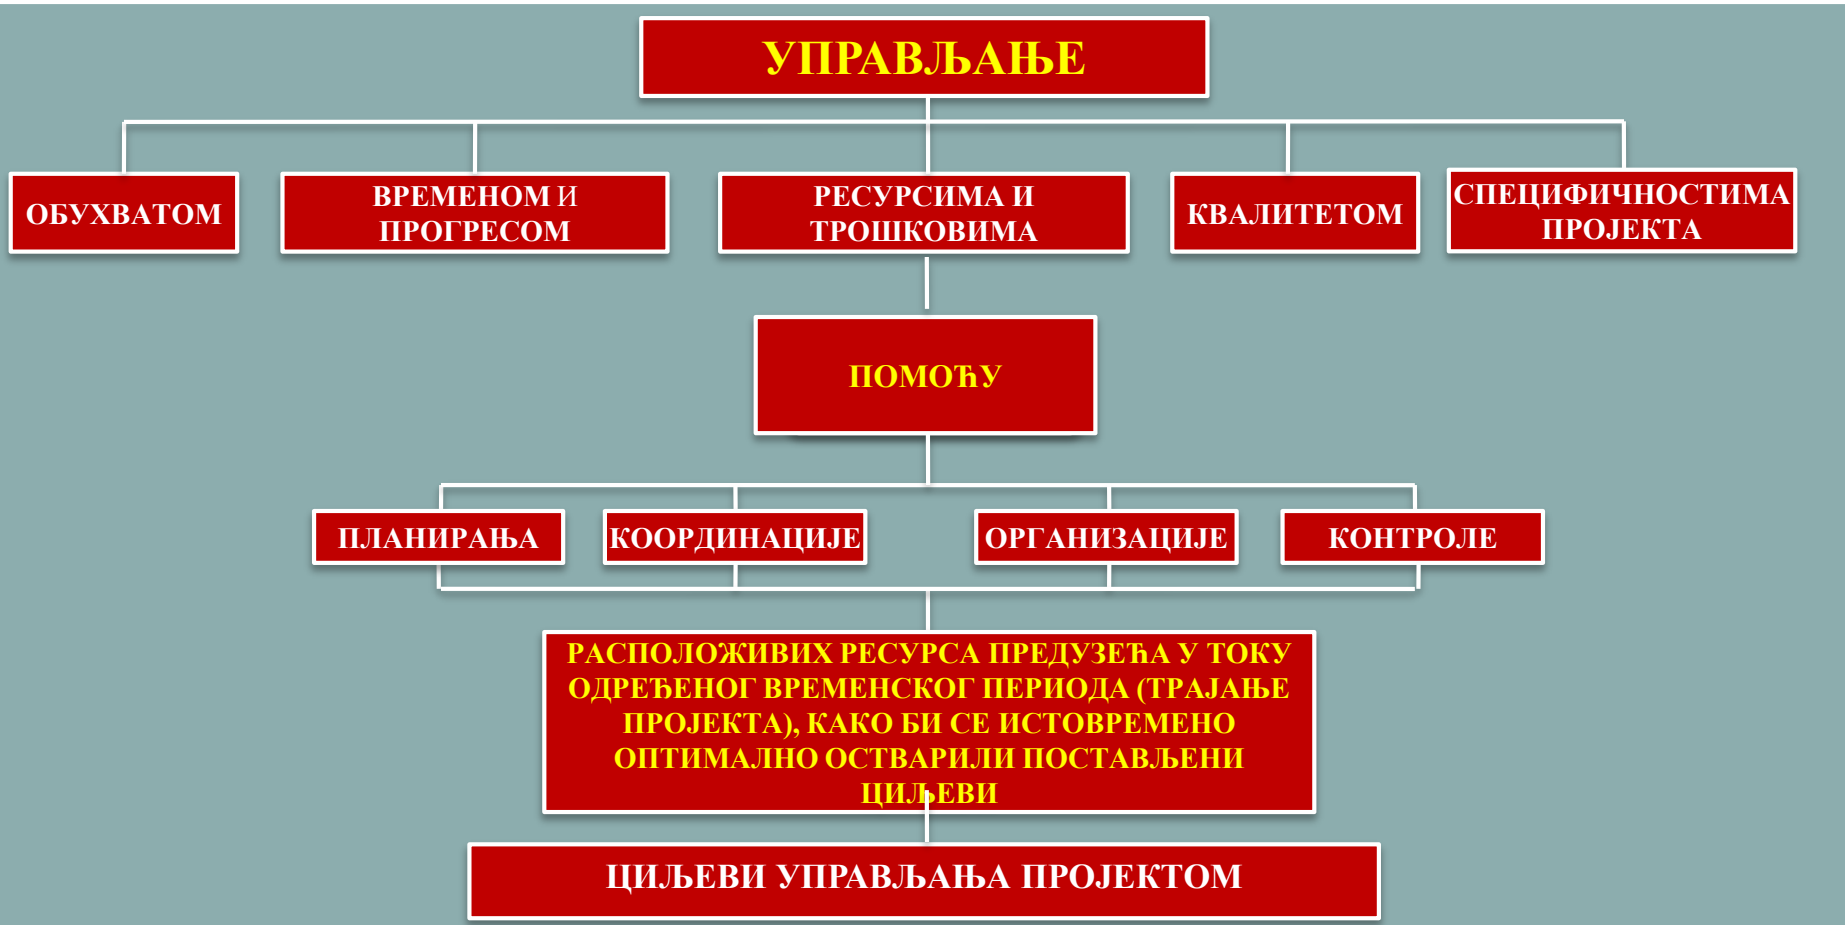 УПРАВЉАЊЕ
ОБУХВАТОМ
ВРЕМЕНОМ И
ПРОГРЕСОМ
РЕСУРСИМА И
ТРОШКОВИМА
КВАЛИТЕТОМ
СПЕЦИФИЧНОСТИМА
ПРОЈЕКТА
ПОМОЋУ
ПЛАНИРАЊА
КООРДИНАЦИЈЕ
ОРГАНИЗАЦИЈЕ
КОНТРОЛЕ
РАСПОЛОЖИВИХ РЕСУРСА ПРЕДУЗЕЋА У ТОКУ
ОДРЕЂЕНОГ ВРЕМЕНСКОГ ПЕРИОДА (ТРАЈАЊЕ
ПРОЈЕКТА), КАКО БИ СЕ ИСТОВРЕМЕНО
ОПТИМАЛНО ОСТВАРИЛИ ПОСТАВЉЕНИ
ЦИЉЕВИ
ЦИЉЕВИ УПРАВЉАЊА ПРОЈЕКТОМ